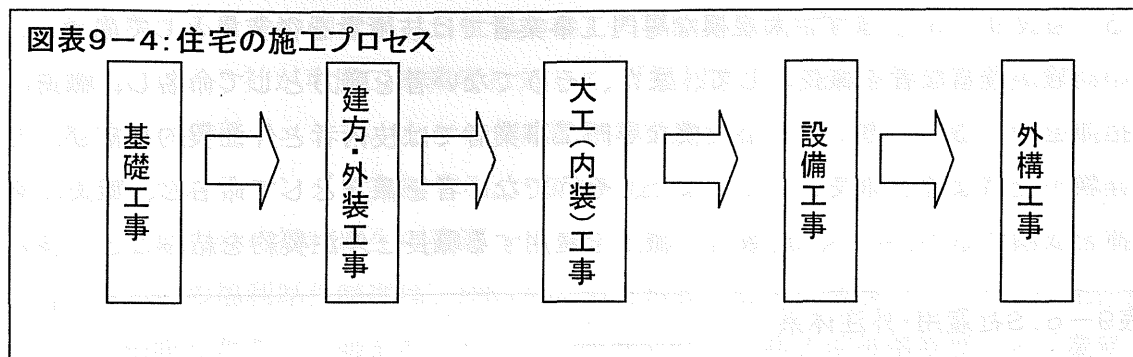 図表9-4:住宅の施工プロセス
基礎工事
建方・外装工事
大工(内装)工事
設備工事
外構工事